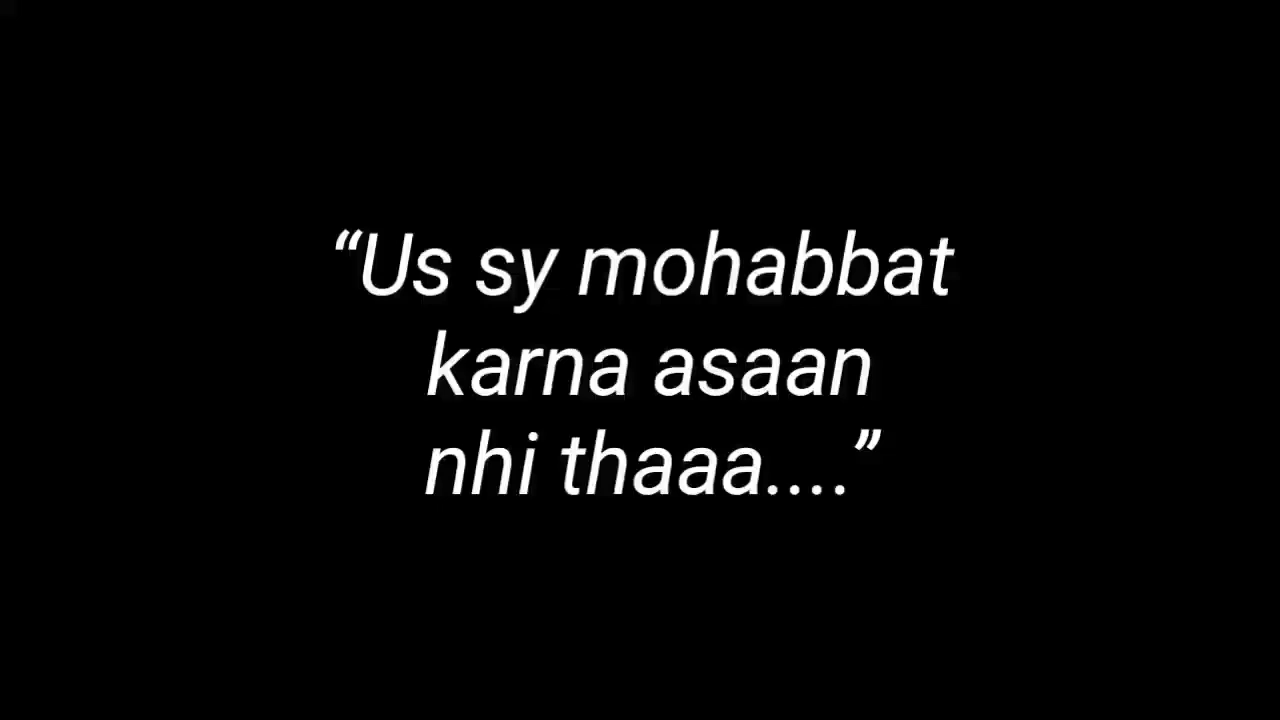 “Us sy mohabbat
karna asaan
nhi thaaa....”